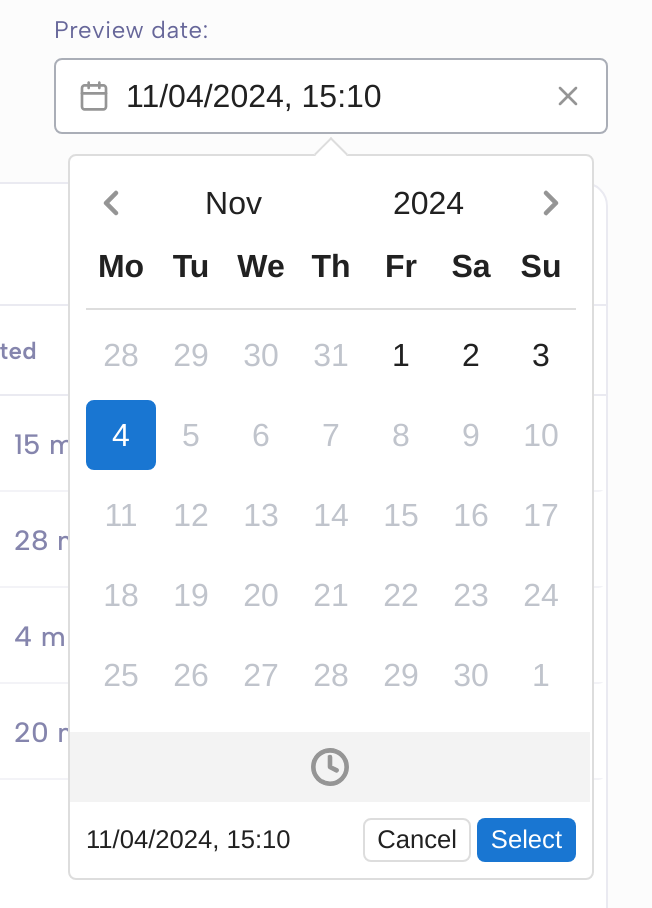 Preview date:
11/04/2024, 15:10
Nov 2024
Mo Tu We Th Fr Sa Su
28 29 30 31 1 2 3
ted
4 5 6 7 8 9 10
15 m
11 12 13 14 15 16 17
28
18 19 20 21 22 23 24
4 m
25 26 27 28 29 30 1
20
11/04/2024, 15:10 Cancel Select